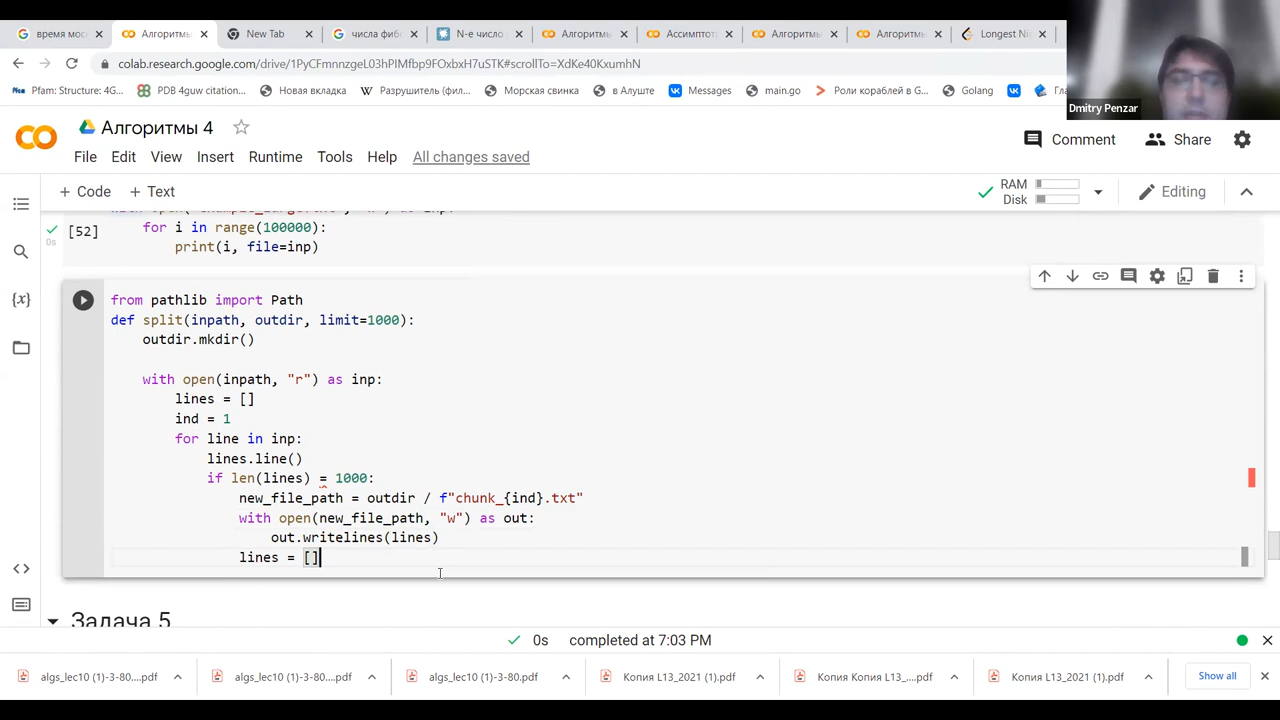 время мос
Алгоритмы
New Tab
числа фибо
N-е число р
Алгоритм
Ассимптот
Алгоритм
Алгоритм
Longest Ni
colab.research.google.com/drive/1PyCFmnnzgeL03hPIMfbp9FOxbxH7uSTK#scrollTo=XdKe40KxumhN
Pfam: Structure: 4G...
PDB 4guw citation...
Новая вкладка
Разрушитель (фил...
Морская свинка
в Алуште
Messages
main.go
Роли кораблей в G...
Golang
Dmitry Penzar
Алгоритмы 4
Comment
Share
File Edit View Insert Runtime Tools Help All changes saved
+ Code + Text
RAM
Disk
Editing
[52]
0s
for i in range(100000):
print(i, file=inp)
from pathlib import Path
def split(inpath, outdir, limit=1000):
outdir.mkdir()
with open(inpath, "r") as inp:
lines = []
ind = 1
for line in inp:
lines.line()
if len(lines) = 1000:
new_file_path = outdir / f"chunk_{ind}.txt"
with open(new_file_path, "w") as out:
out.writelines(lines)
lines = []
Задача 5
0s completed at 7:03 PM
algs_lec10 (1)-3-80....pdf
algs_lec10 (1)-3-80....pdf
algs_lec10 (1)-3-80.pdf
Копия L13_2021 (1).pdf
Копия Копия L13_....pdf
Копия L13_2021 (1).pdf
Show all